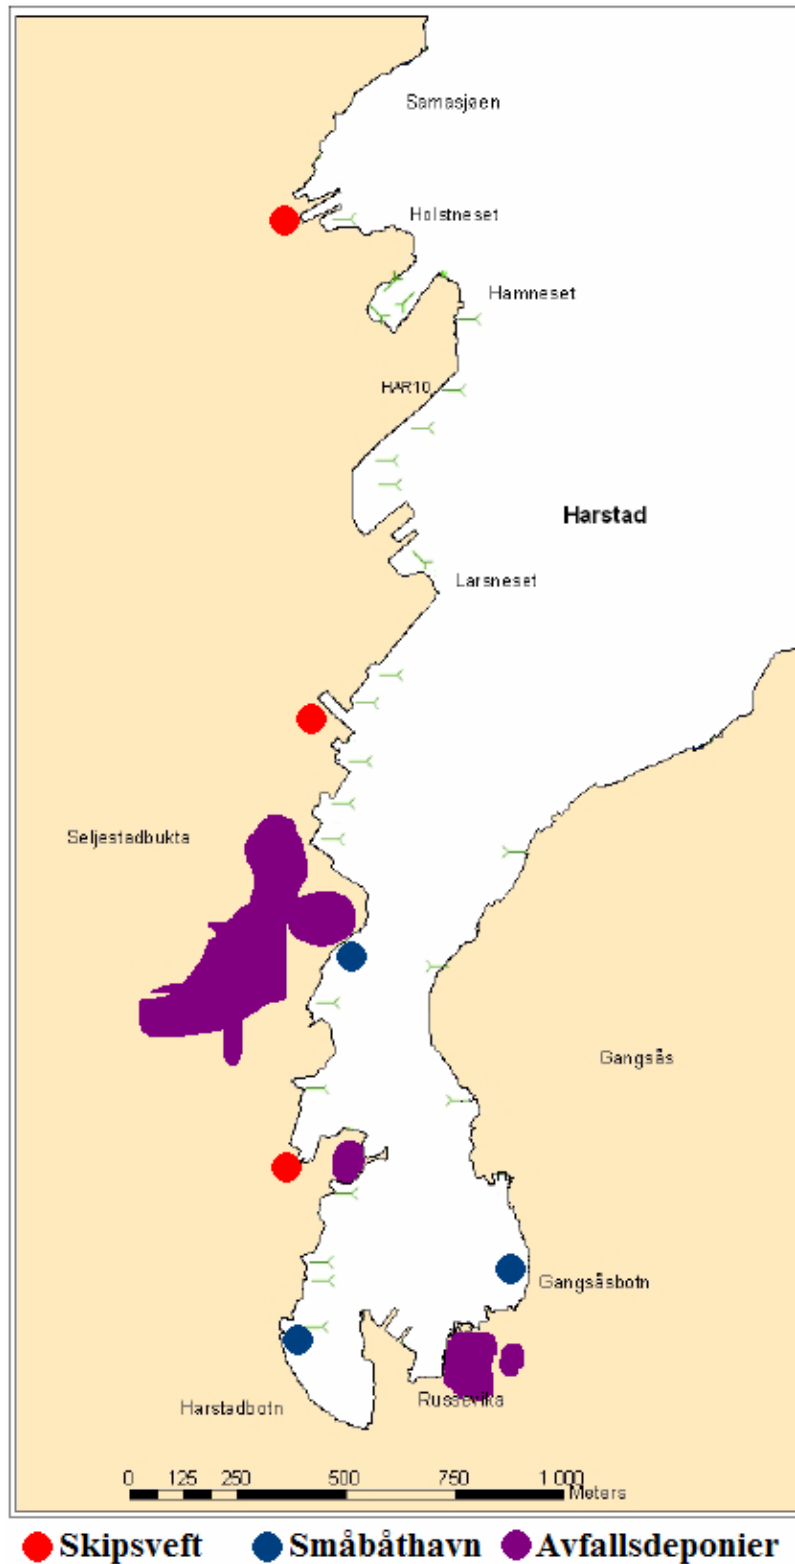 Samasjøen
Holstneset
Hamneset
HAR10
Harstad
Larsneset
Seljestadbukta
Gangsås
Gangsåsbotn
Harstadbotn
Russevika
0 125 250 500 750 1 000
Meters
Skipsveft Småbåthavn Avfallsdeponier